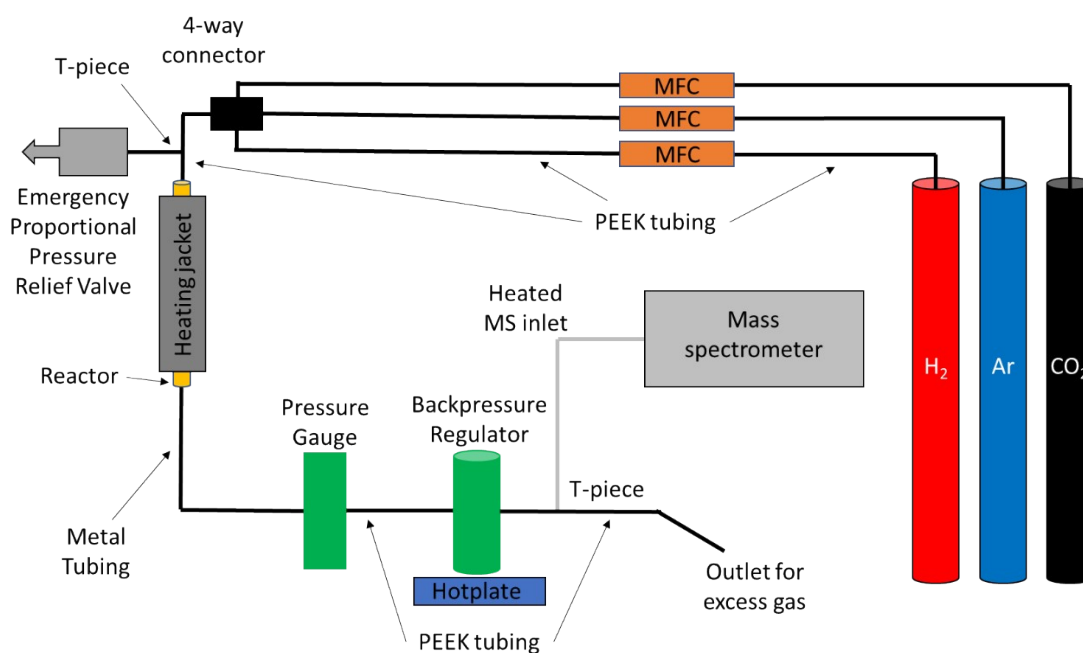 4-way
connector
T-piece
MFC
MFC
MFC
Emergency
Proportional
Pressure
Relief Valve
Heating jacket
PEEK tubing
Heated
MS inlet
Mass
spectrometer
H₂
Ar
CO₂
Reactor
Pressure
Gauge
Backpressure
Regulator
T-piece
Metal
Tubing
Hotplate
Outlet for
excess gas
PEEK tubing